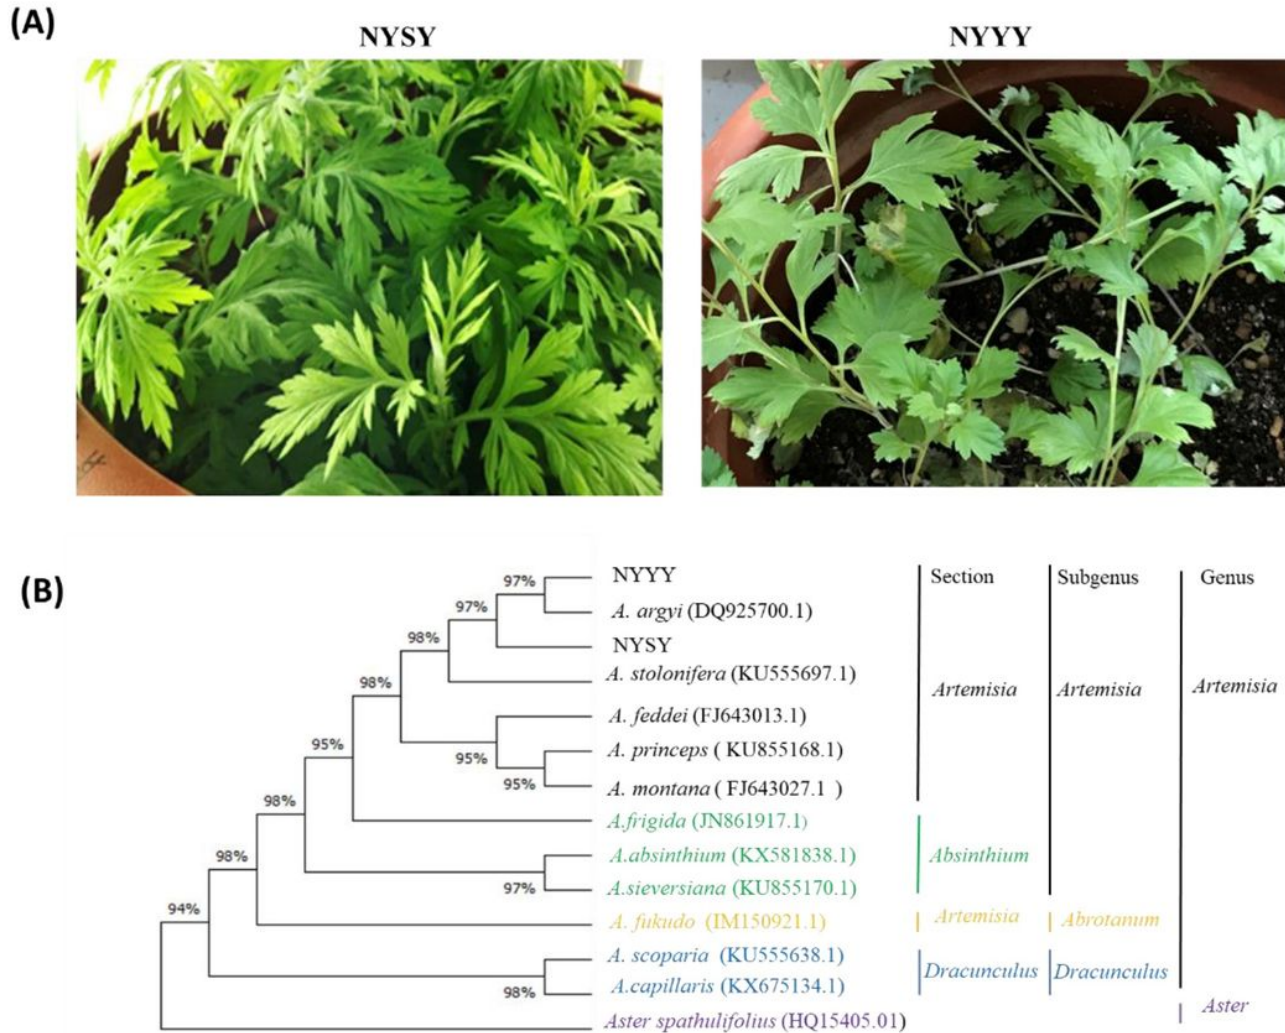 (A)
NYSY
NYYY
(B)
97%
97%
98%
98%
95%
95%
95%
98%
98%
97%
94%
98%
NYYY
A. argyi (DQ925700.1)
NYSY
A. stolonifera (KU555697.1)
A. feddei (FJ643013.1)
A. princeps ( KU855168.1)
A. montana ( FJ643027.1 )
A.frigida (JN861917.1)
A.absinthium (KX581838.1)
A.sieversiana (KU855170.1)
A. fukudo (IM150921.1)
A. scoparia (KU555638.1)
A.capillaris (KX675134.1)
Aster spathulifolius (HQ15405.01)
Section
Artemisia
Absinthium
Artemisia
Dracunculus
Subgenus
Artemisia
Abrotanum
Dracunculus
Genus
Artemisia
Aster